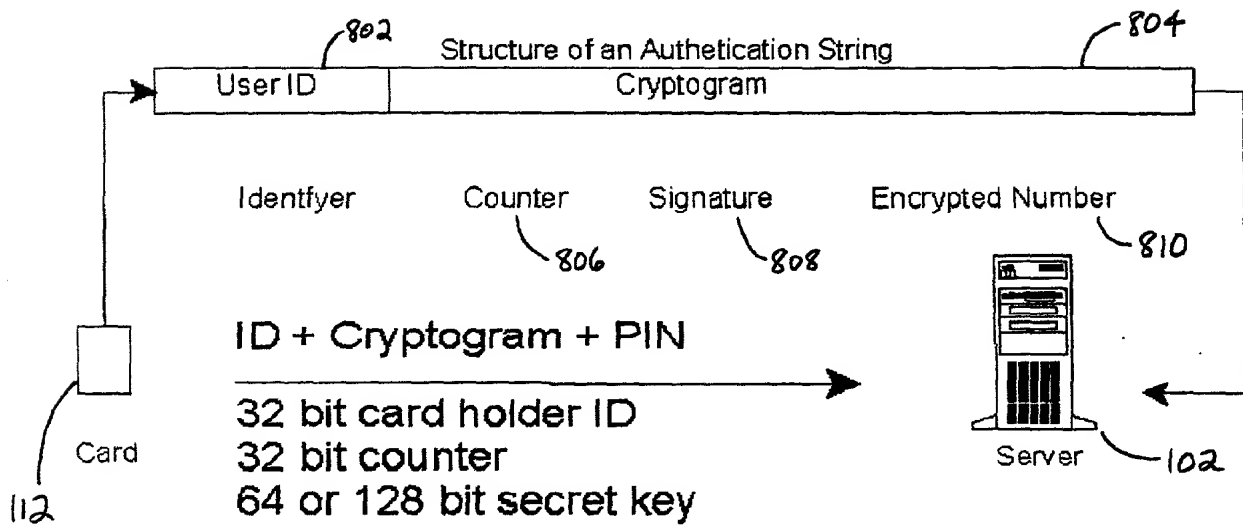 802
804
Structure of an Authetication String
User ID
Cryptogram
Identfyer
Counter
Signature
Encrypted Number
806
808
810
ID + Cryptogram + PIN
32 bit card holder ID
32 bit counter
64 or 128 bit secret key
Card
112
Server
102